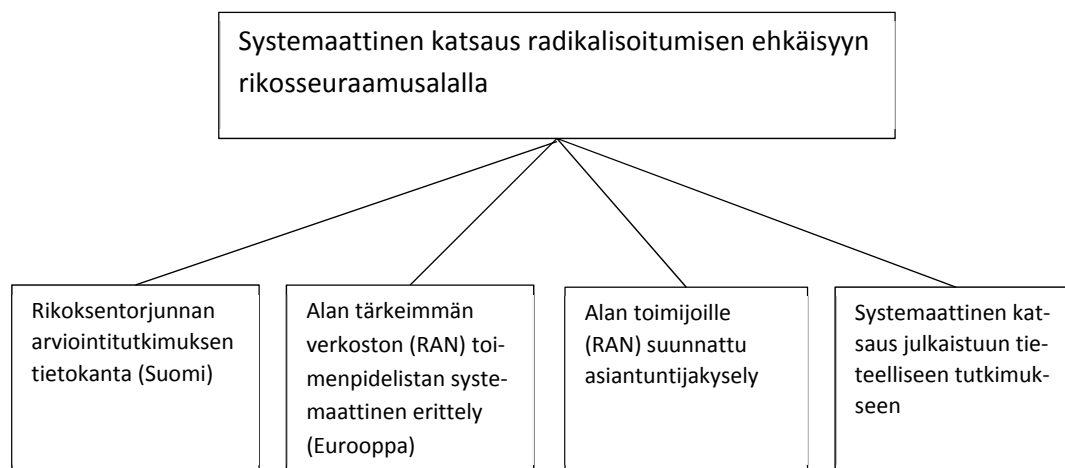 Systemaattinen katsaus radikalisoitumisen ehkäisyyn
rikosseuraamusalalla
Rikoksentorjunnan
arviointitutkimuksen
tietokanta (Suomi)
Alan tärkeimmän
verkoston (RAN) toi-
menpidelistan syste-
maattinen erittely
(Eurooppa)
Alan toimijoille
(RAN) suunnattu
asiantuntijakysely
Systemaattinen kat-
saus julkaistuun tie-
teelliseen tutkimuk-
seen